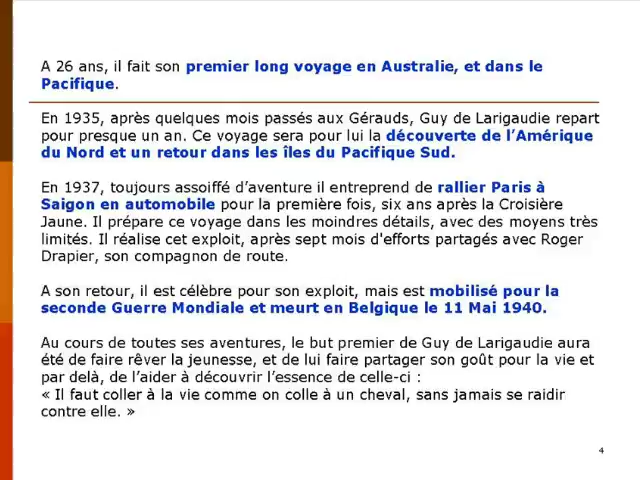 A 26 ans, il fait son premier long voyage en Australie, et dans le
Pacifique.
En 1935, après quelques mois passés aux Gérauds, Guy de Larigaudie repart
pour presque un an. Ce voyage sera pour lui la découverte de l’Amérique
du Nord et un retour dans les îles du Pacifique Sud.
En 1937, toujours assoiffé d’aventure il entreprend de rallier Paris à
Saigon en automobile pour la première fois, six ans après la Croisière
Jaune. Il prépare ce voyage dans les moindres détails, avec des moyens très
limités. Il réalise cet exploit, après sept mois d'efforts partagés avec Roger
Drapier, son compagnon de route.
A son retour, il est célèbre pour son exploit, mais est mobilisé pour la
seconde Guerre Mondiale et meurt en Belgique le 11 Mai 1940.
Au cours de toutes ses aventures, le but premier de Guy de Larigaudie aura
été de faire rêver la jeunesse, et de lui faire partager son goût pour la vie et
par delà, de l’aider à découvrir l’essence de celle-ci :
« Il faut coller à la vie comme on colle à un cheval, sans jamais se raidir
contre elle. »
4